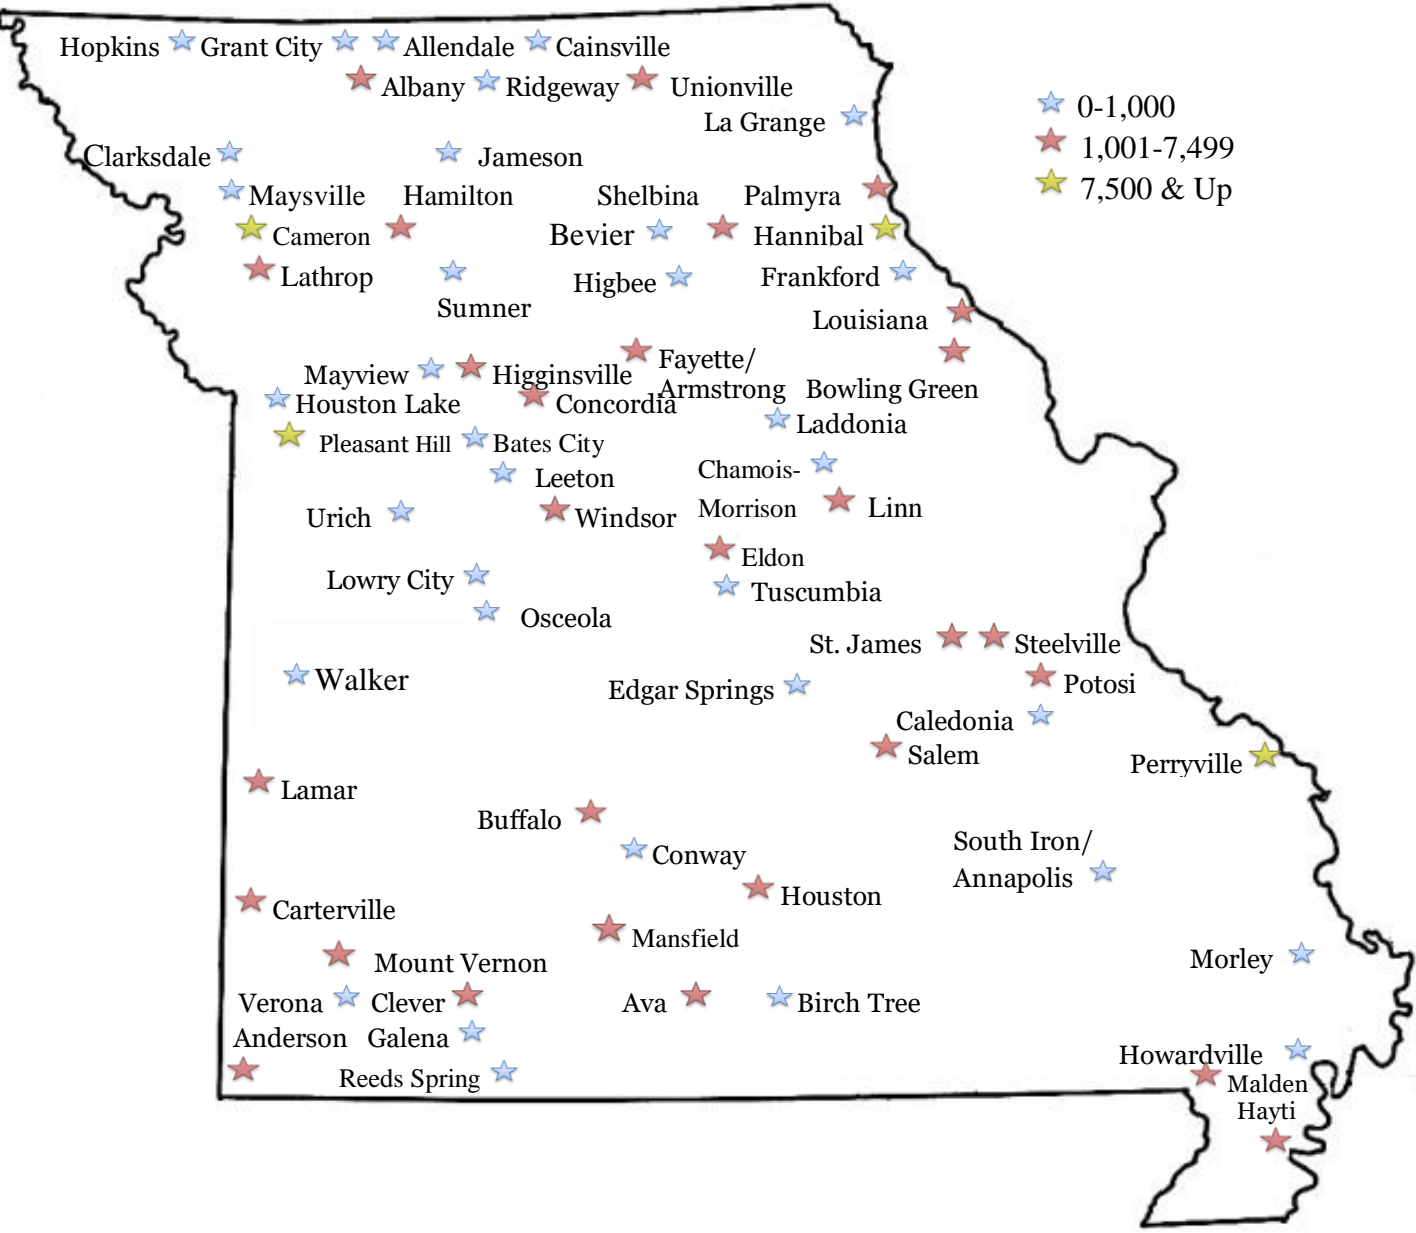 Hopkins
Grant City
Allendale
Cainsville
Albany
Ridgeway
Unionville
La Grange
0-1,000
1,001-7,499
7,500 & Up
Clarksdale
Jameson
Maysville
Hamilton
Shelbina
Palmyra
Cameron
Bevier
Hannibal
Lathrop
Sumner
Higbee
Frankford
Louisiana
Mayview
Higginsville
Fayette/
Armstrong
Bowling Green
Houston Lake
Concordia
Laddonia
Pleasant Hill
Bates City
Leeton
Chamois-
Morrison
Linn
Urich
Windsor
Eldon
Lowry City
Tuscumbia
Osceola
St. James
Steelville
Walker
Edgar Springs
Potosi
Caledonia
Salem
Perryville
Lamar
Buffalo
Conway
South Iron/
Annapolis
Houston
Carterville
Mansfield
Mount Vernon
Morley
Verona
Clever
Ava
Birch Tree
Anderson
Galena
Reeds Spring
Howardville
Malden
Hayti